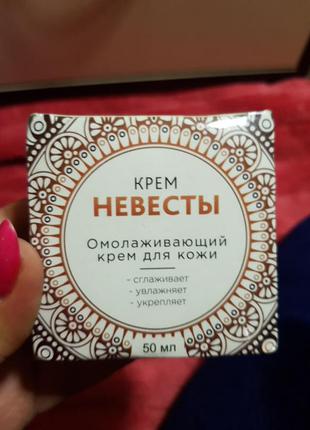 КРЕМ
НЕВЕСТЫ
Омолаживающий
крем для кожи
- сглаживает
- увлажняет
- укрепляет
50 мл